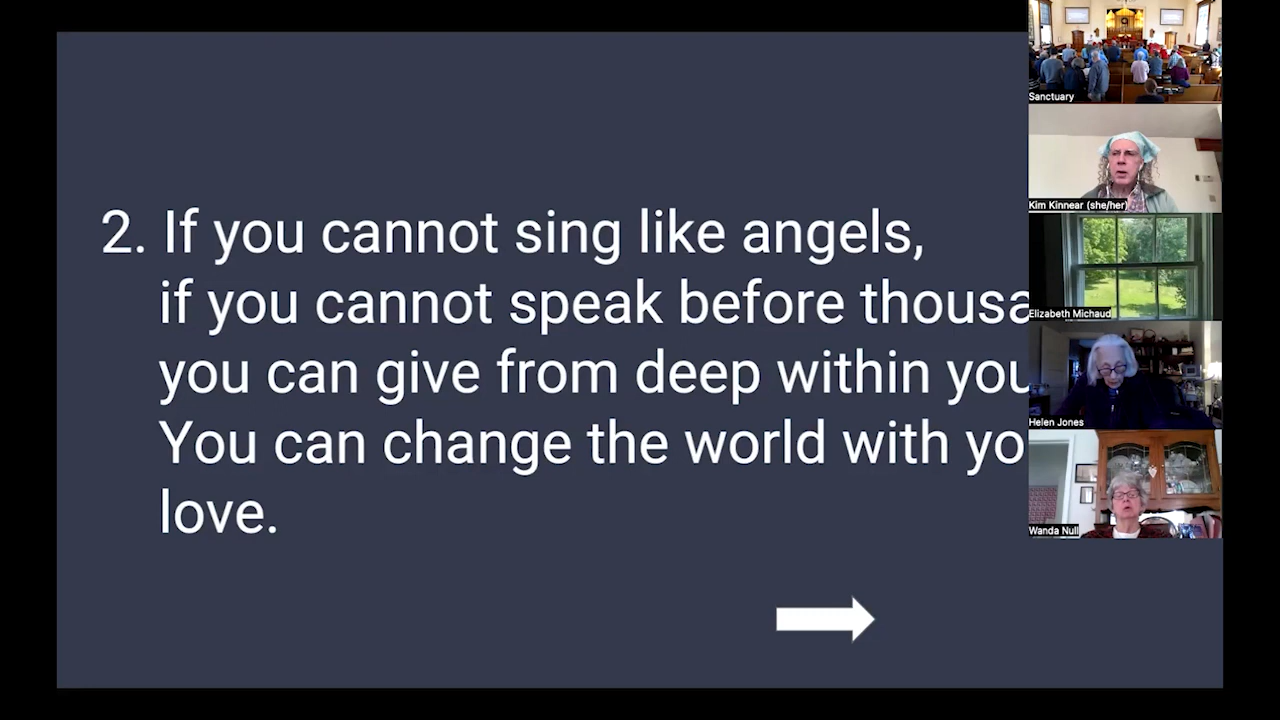 2. If you cannot sing like angels,
if you cannot speak before thousa
you can give from deep within you
You can change the world with yo
love.
Sanctuary
Kim Kinnear (she/her)
Elizabeth Michaud
Helen Jones
Wanda Null